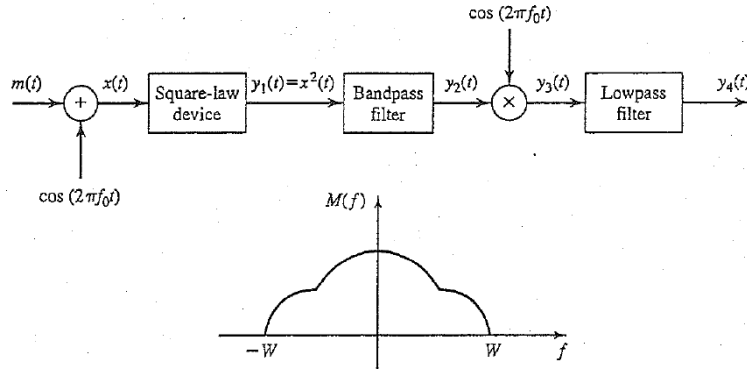 cos (2πf₀t)
m(t)
+
x(t)
Square-law
device
y₁(t)=x²(t)
Bandpass
filter
y₂(t)
×
y₃(t)
Lowpass
filter
y₄(t)
cos (2πf₀t)
M(f)
−W
W
f